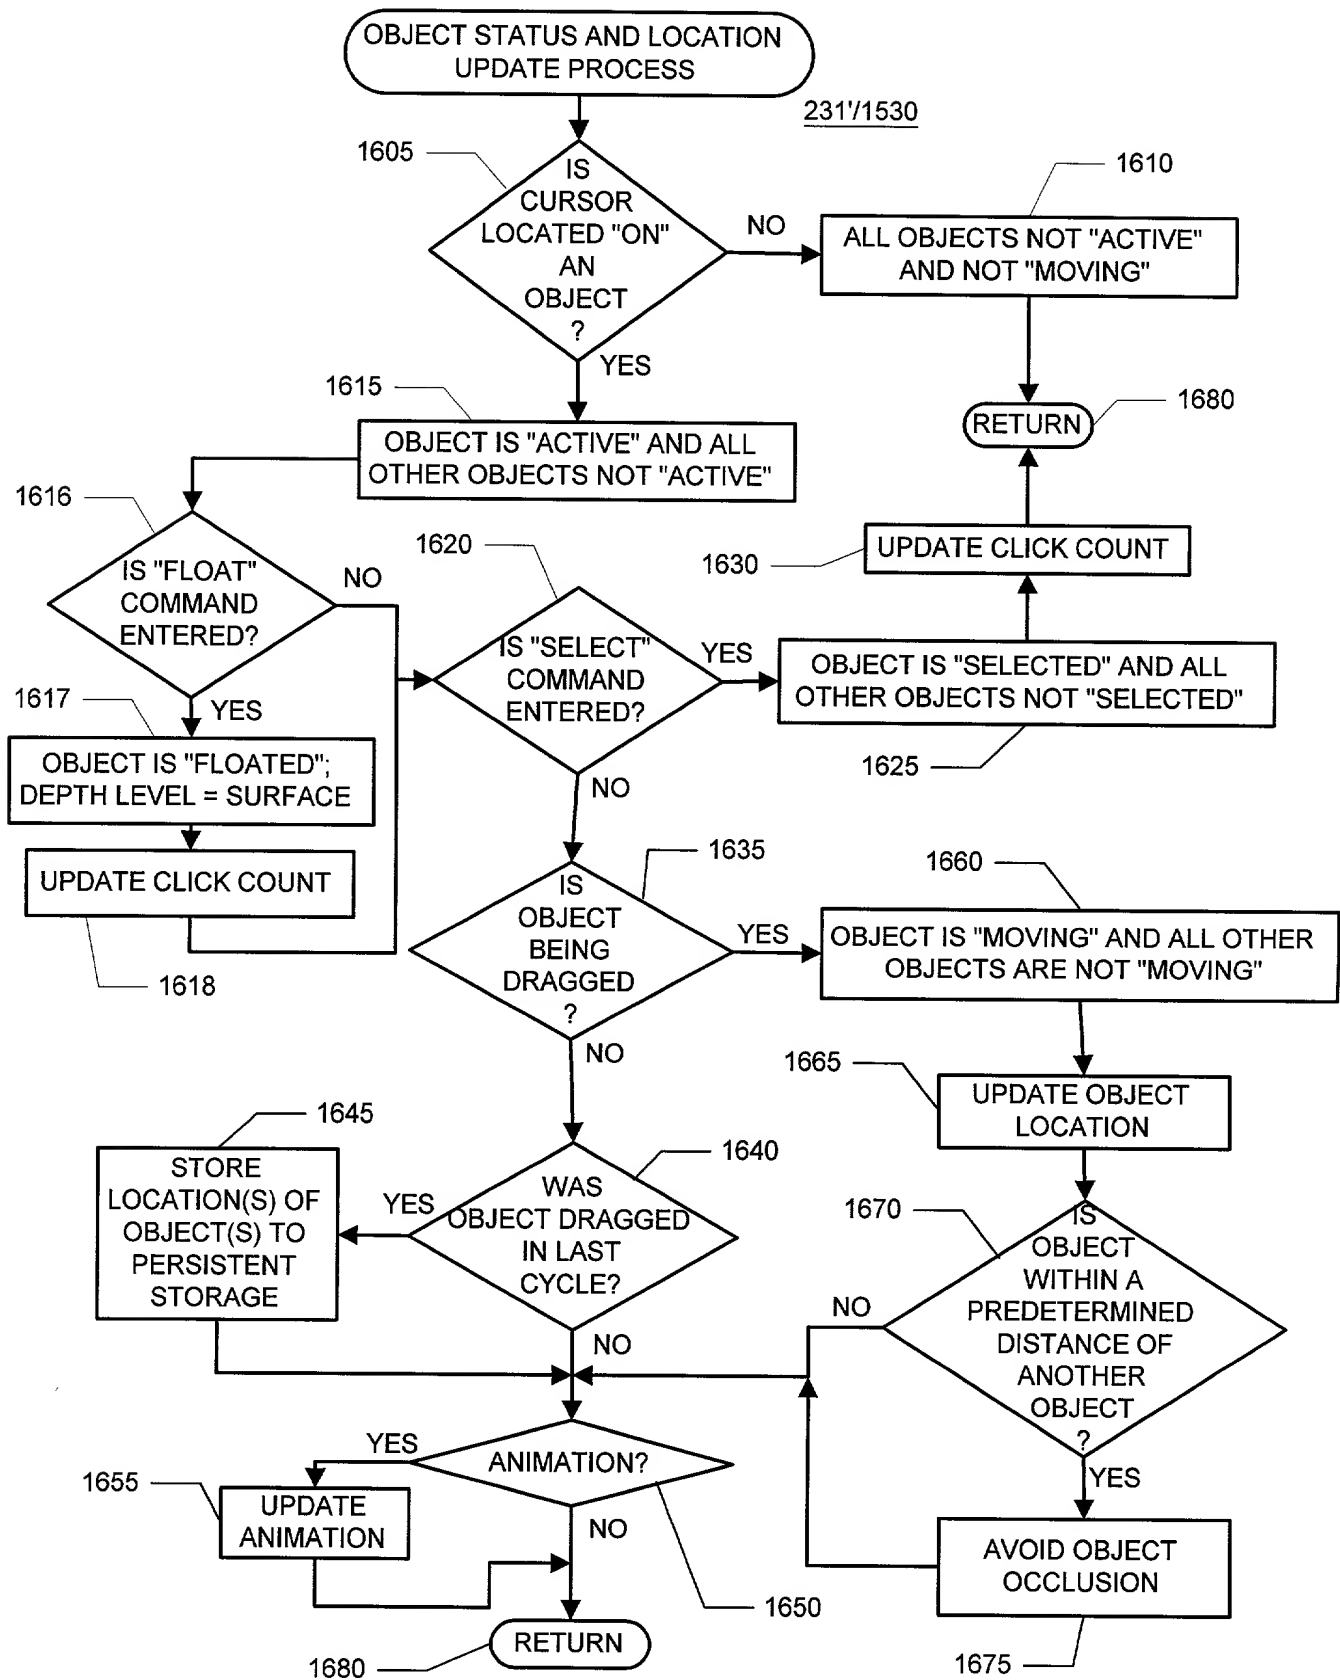 OBJECT STATUS AND LOCATION
UPDATE PROCESS
231'/1530
1605
IS
CURSOR
LOCATED "ON"
AN
OBJECT
?
NO
YES
1610
ALL OBJECTS NOT "ACTIVE"
AND NOT "MOVING"
1615
OBJECT IS "ACTIVE" AND ALL
OTHER OBJECTS NOT "ACTIVE"
RETURN
1680
1616
IS "FLOAT"
COMMAND
ENTERED?
NO
YES
1617
OBJECT IS "FLOATED";
DEPTH LEVEL = SURFACE
UPDATE CLICK COUNT
1618
1620
IS "SELECT"
COMMAND
ENTERED?
YES
NO
1630
UPDATE CLICK COUNT
OBJECT IS "SELECTED" AND ALL
OTHER OBJECTS NOT "SELECTED"
1625
1635
IS
OBJECT
BEING
DRAGGED
?
YES
NO
1660
OBJECT IS "MOVING" AND ALL OTHER
OBJECTS ARE NOT "MOVING"
1665
UPDATE OBJECT
LOCATION
1640
WAS
OBJECT DRAGGED
IN LAST
CYCLE?
YES
NO
1645
STORE
LOCATION(S) OF
OBJECT(S) TO
PERSISTENT
STORAGE
1670
IS
OBJECT
WITHIN A
PREDETERMINED
DISTANCE OF
ANOTHER
OBJECT
?
NO
YES
ANIMATION?
YES
NO
1650
1655
UPDATE
ANIMATION
AVOID OBJECT
OCCLUSION
1675
RETURN
1680